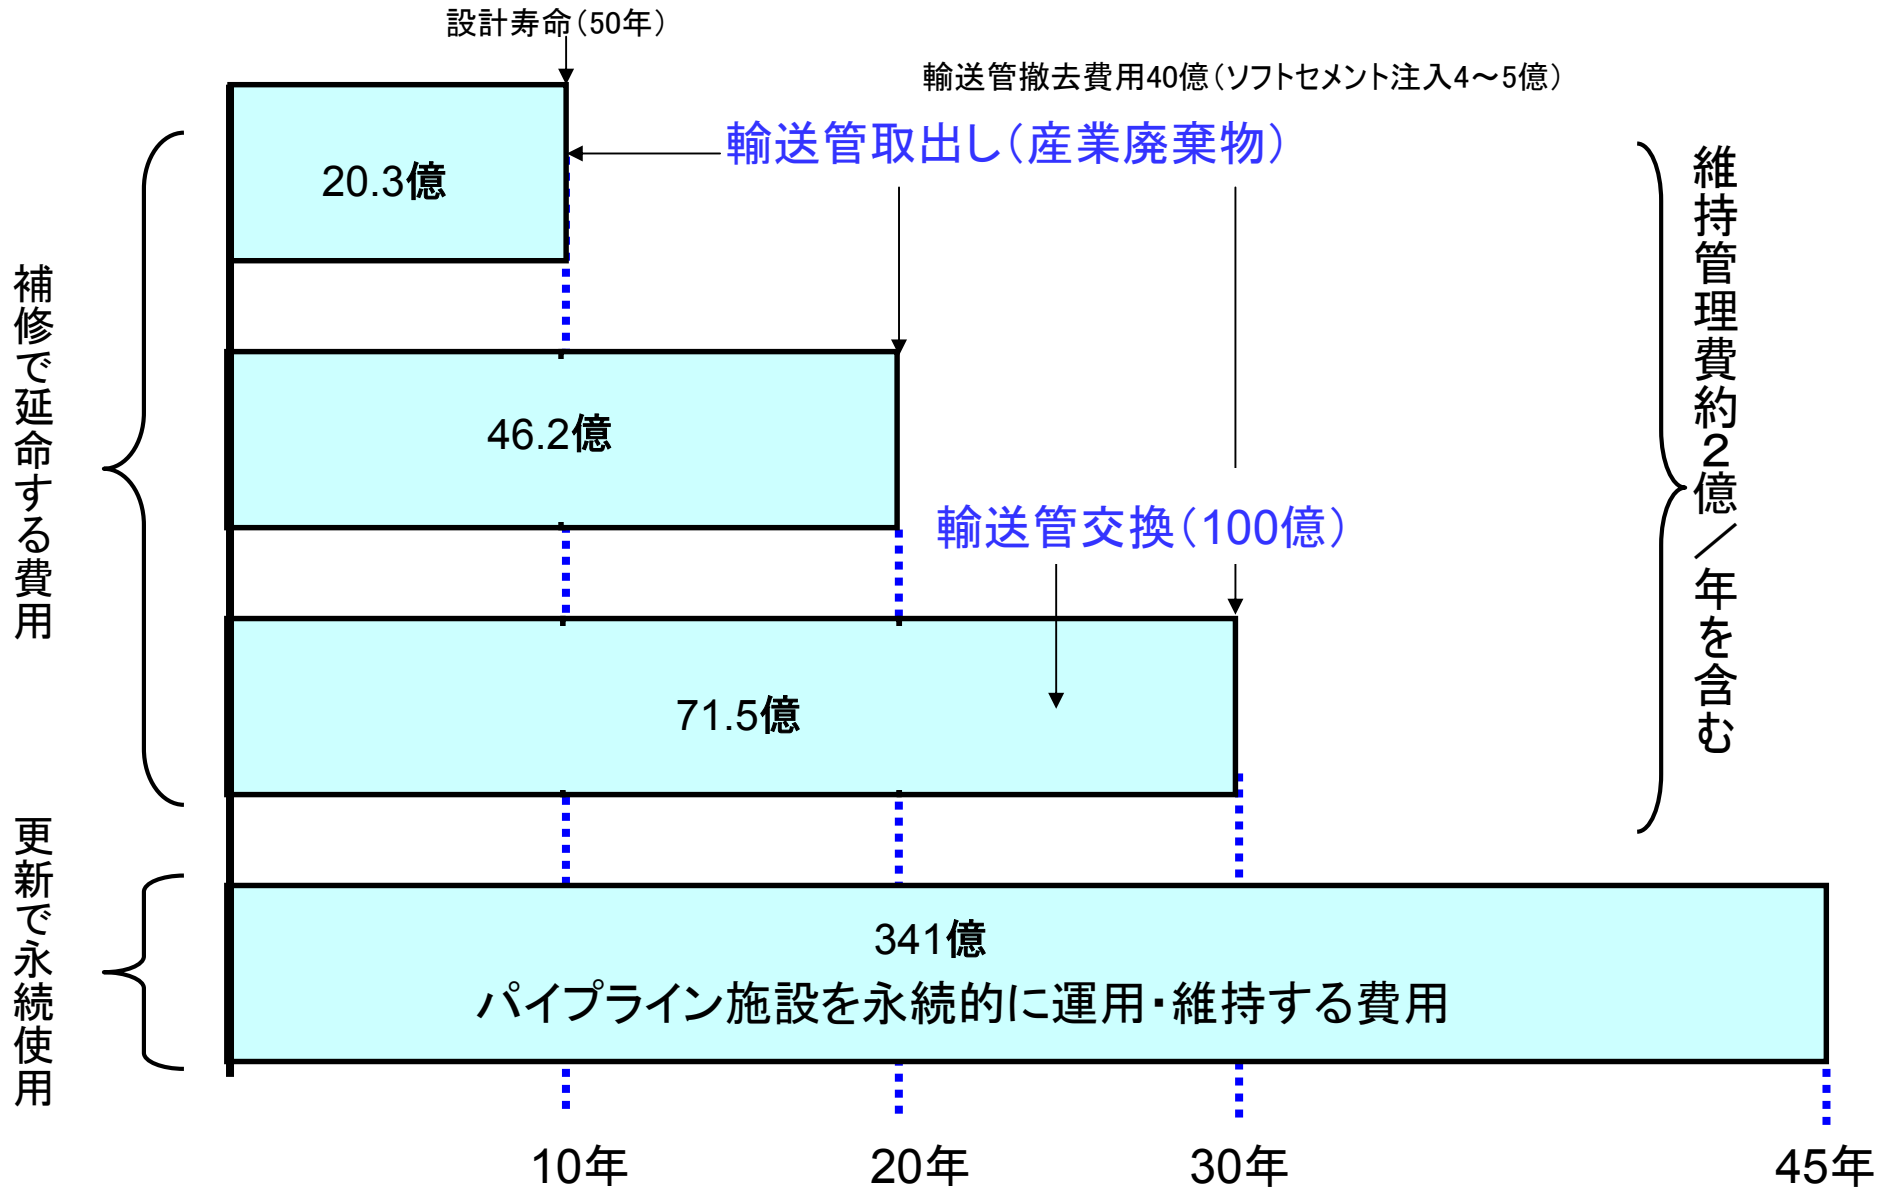 設計寿命（50年）
輸送管撤去費用40億（ソフトセメント注入4～5億）
輸送管取出し（産業廃棄物）
20.3億
補修で延命する費用
維持管理費約２億／年を含む
46.2億
輸送管交換（100億）
71.5億
更新で永続使用
341億
パイプライン施設を永続的に運用・維持する費用
10年
20年
30年
45年